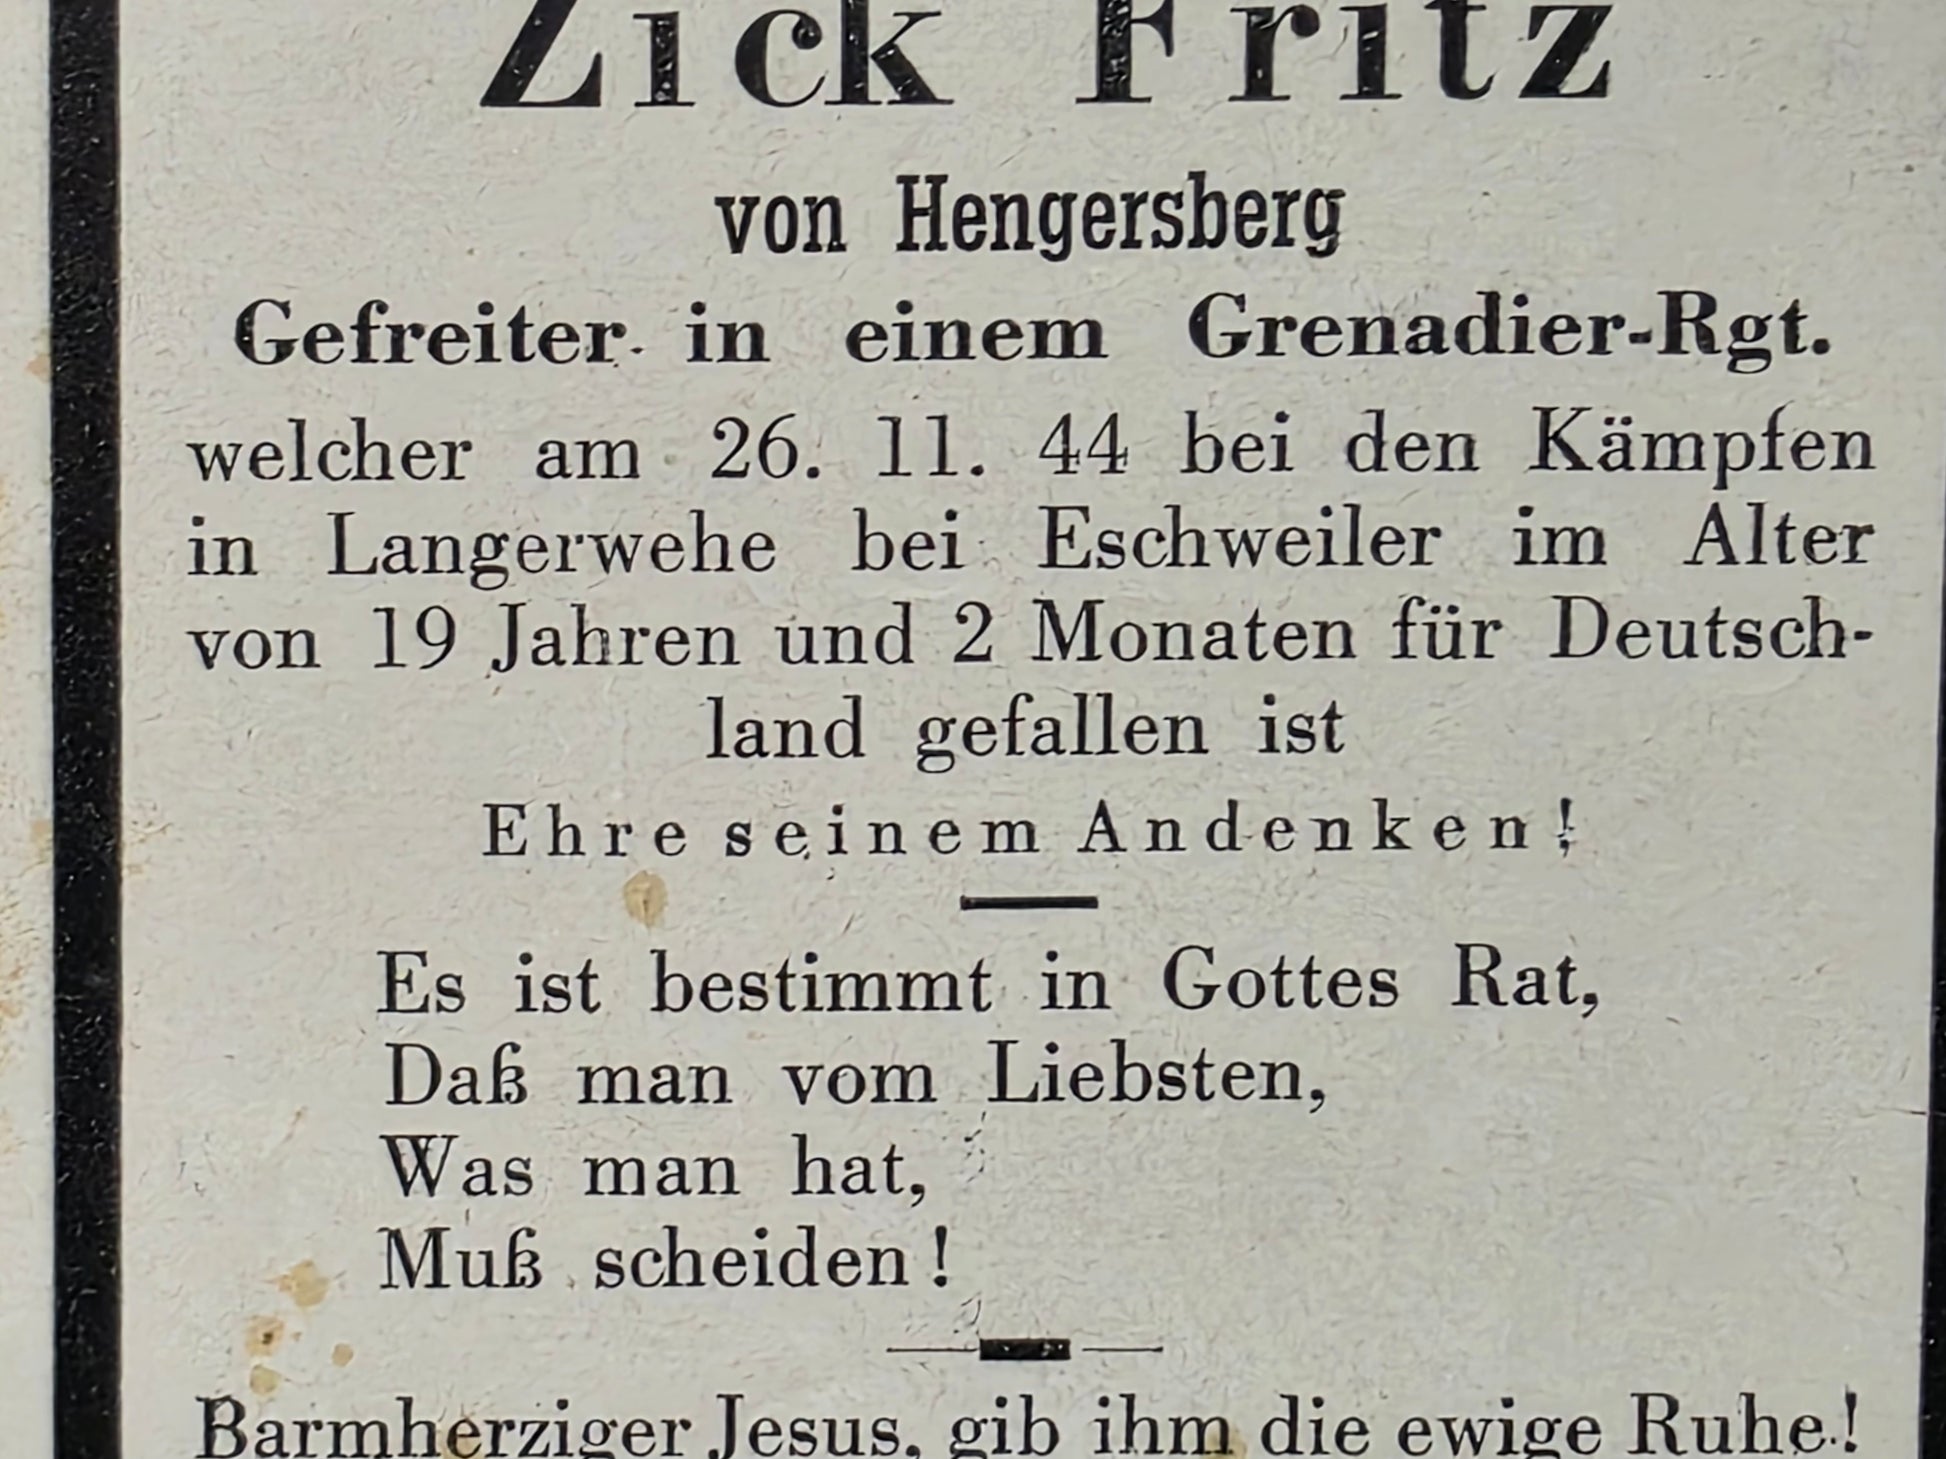 Zick Fritz
von Hengersberg
Gefreiter in einem Grenadier-Rgt.
welcher am 26. 11. 44 bei den Kämpfen
in Langerwehe bei Eschweiler im Alter
von 19 Jahren und 2 Monaten für Deutsch-
land gefallen ist
Ehre seinem Andenken!
Es ist bestimmt in Gottes Rat,
Daß man vom Liebsten,
Was man hat,
Muß scheiden!
Barmherziger Jesus, gib ihm die ewige Ruhe!